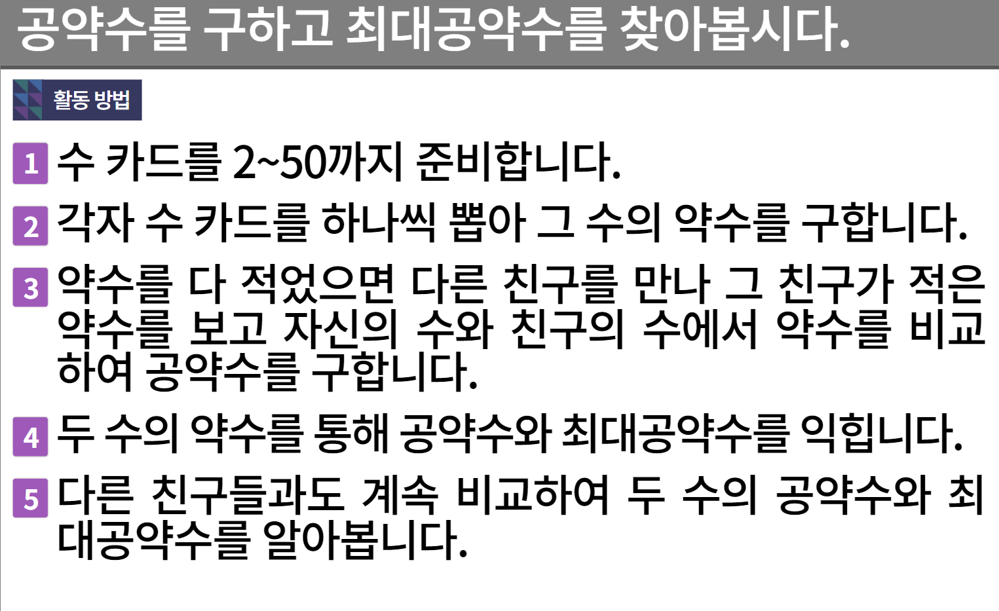 공약수를 구하고 최대공약수를 찾아봅시다.
활동 방법
1 수 카드를 2~50까지 준비합니다.
2 각자 수 카드를 하나씩 뽑아 그 수의 약수를 구합니다.
3 약수를 다 적었으면 다른 친구를 만나 그 친구가 적은
약수를 보고 자신의 수와 친구의 수에서 약수를 비교
하여 공약수를 구합니다.
4 두 수의 약수를 통해 공약수와 최대공약수를 익힙니다.
5 다른 친구들과도 계속 비교하여 두 수의 공약수와 최
대공약수를 알아봅니다.